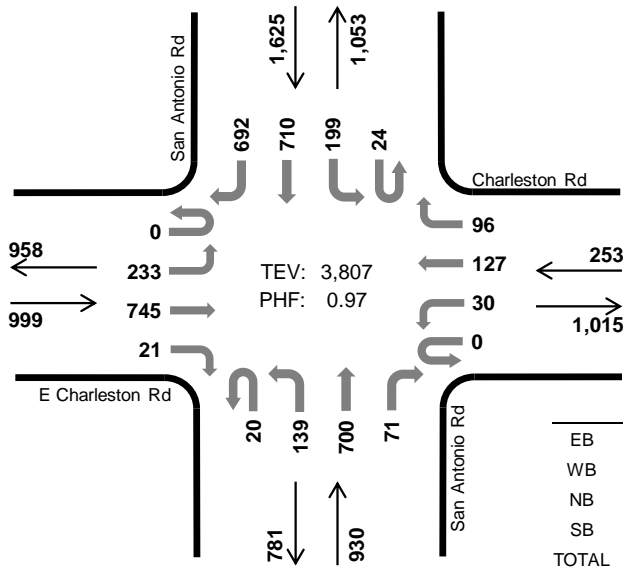 San Antonio Rd
1,625
1,053
692
710
199
24
Charleston Rd
0
96
958
233
TEV: 3,807
127
253
999
745
PHF: 0.97
30
1,015
21
0
E Charleston Rd
20
139
700
71
San Antonio Rd
781
930
EB
WB
NB
SB
TOTAL